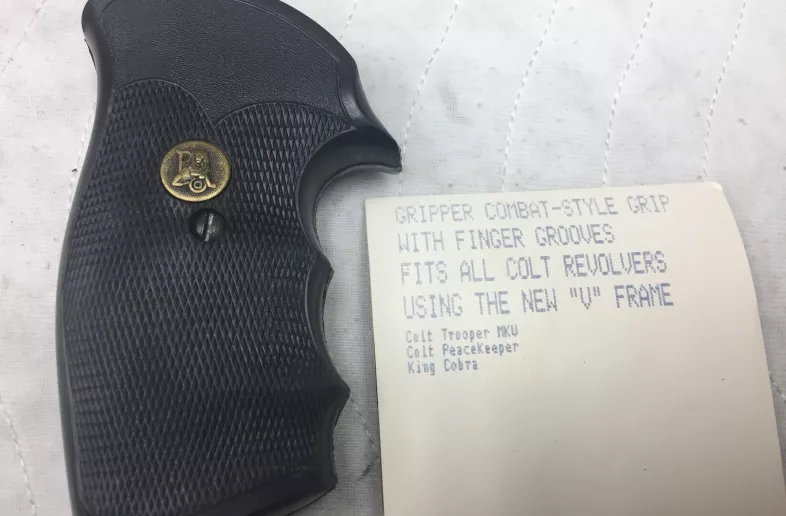 GRIPPER COMBAT-STYLE GRIP
WITH FINGER GROOVES
FITS ALL COLT REVOLVERS
USING THE NEW "V" FRAME
Colt Trooper MKV
Colt PeaceKeeper
King Cobra